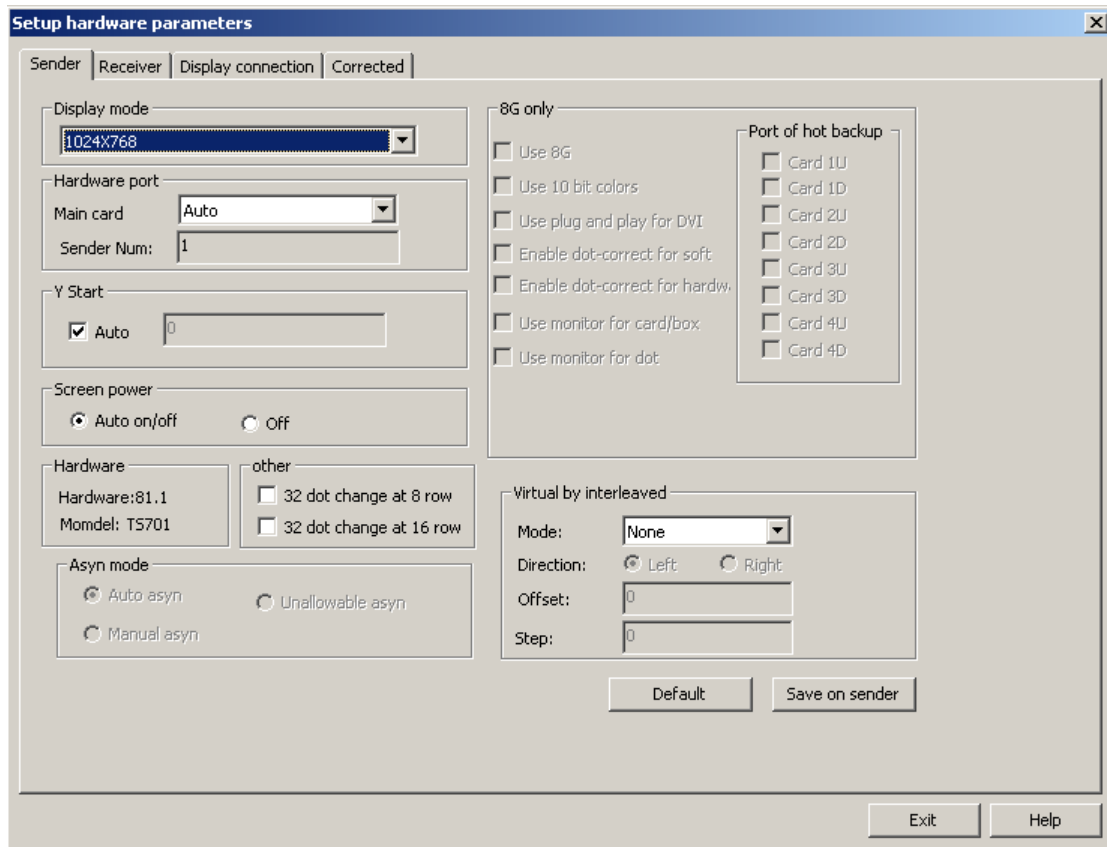 Setup hardware parameters
Sender Receiver Display connection Corrected
Display mode
1024X768
Hardware port
Main card Auto
Sender Num: 1
Y Start
Auto 0
Screen power
Auto on/off Off
Hardware
Hardware:81.1
Momdel: TS701
other
32 dot change at 8 row
32 dot change at 16 row
Asyn mode
Auto asyn Unallowable asyn
Manual asyn
8G only
Use 8G
Use 10 bit colors
Use plug and play for DVI
Enable dot-correct for soft
Enable dot-correct for hardw
Use monitor for card/box
Use monitor for dot
Port of hot backup
Card 1U
Card 1D
Card 2U
Card 2D
Card 3U
Card 3D
Card 4U
Card 4D
Virtual by interleaved
Mode: None
Direction: Left Right
Offset: 0
Step: 0
Default Save on sender
Exit Help